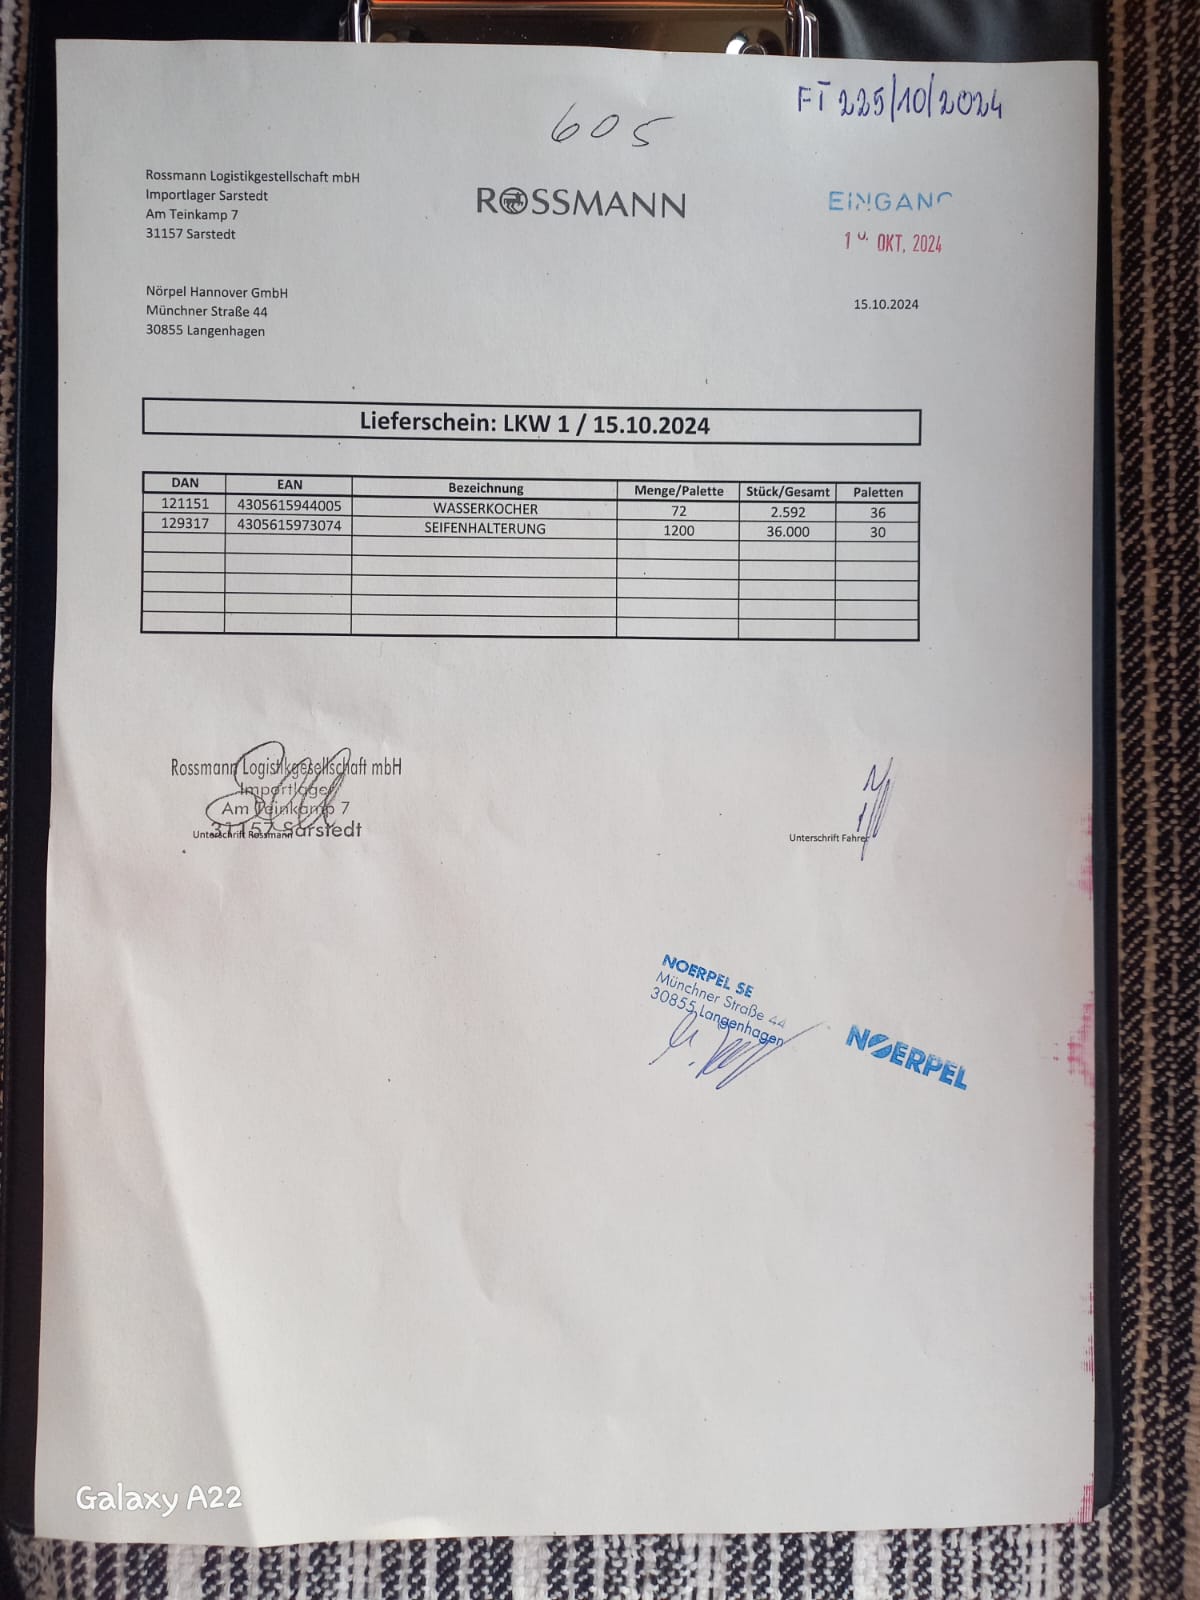 FT 225/10/2024
605
Rossmann Logistikgestellschaft mbH
Importlager Sarstedt
Am Teinkamp 7
31157 Sarstedt
ROSSMANN
EINGANG
OKT. 2024
Nörpel Hannover GmbH
Münchner Straße 44
30855 Langenhagen
15.10.2024
Lieferschein: LKW 1 / 15.10.2024
DAN EAN Bezeichnung Menge/Palette Stück/Gesamt Paletten
121151 4305615944005 WASSERKOCHER 72 2.592 36
129317 4305615973074 SEIFENHALTERUNG 1200 36.000 30
Rossmann Logistikgesellschaft mbH
Importlager
Am Teinkamp 7
31157 Sarstedt
Unterschrift Rossmann
Unterschrift Fahrer
NOERPEL SE
Münchner Straße 44
30855 Langenhagen
NOERPEL
Galaxy A22